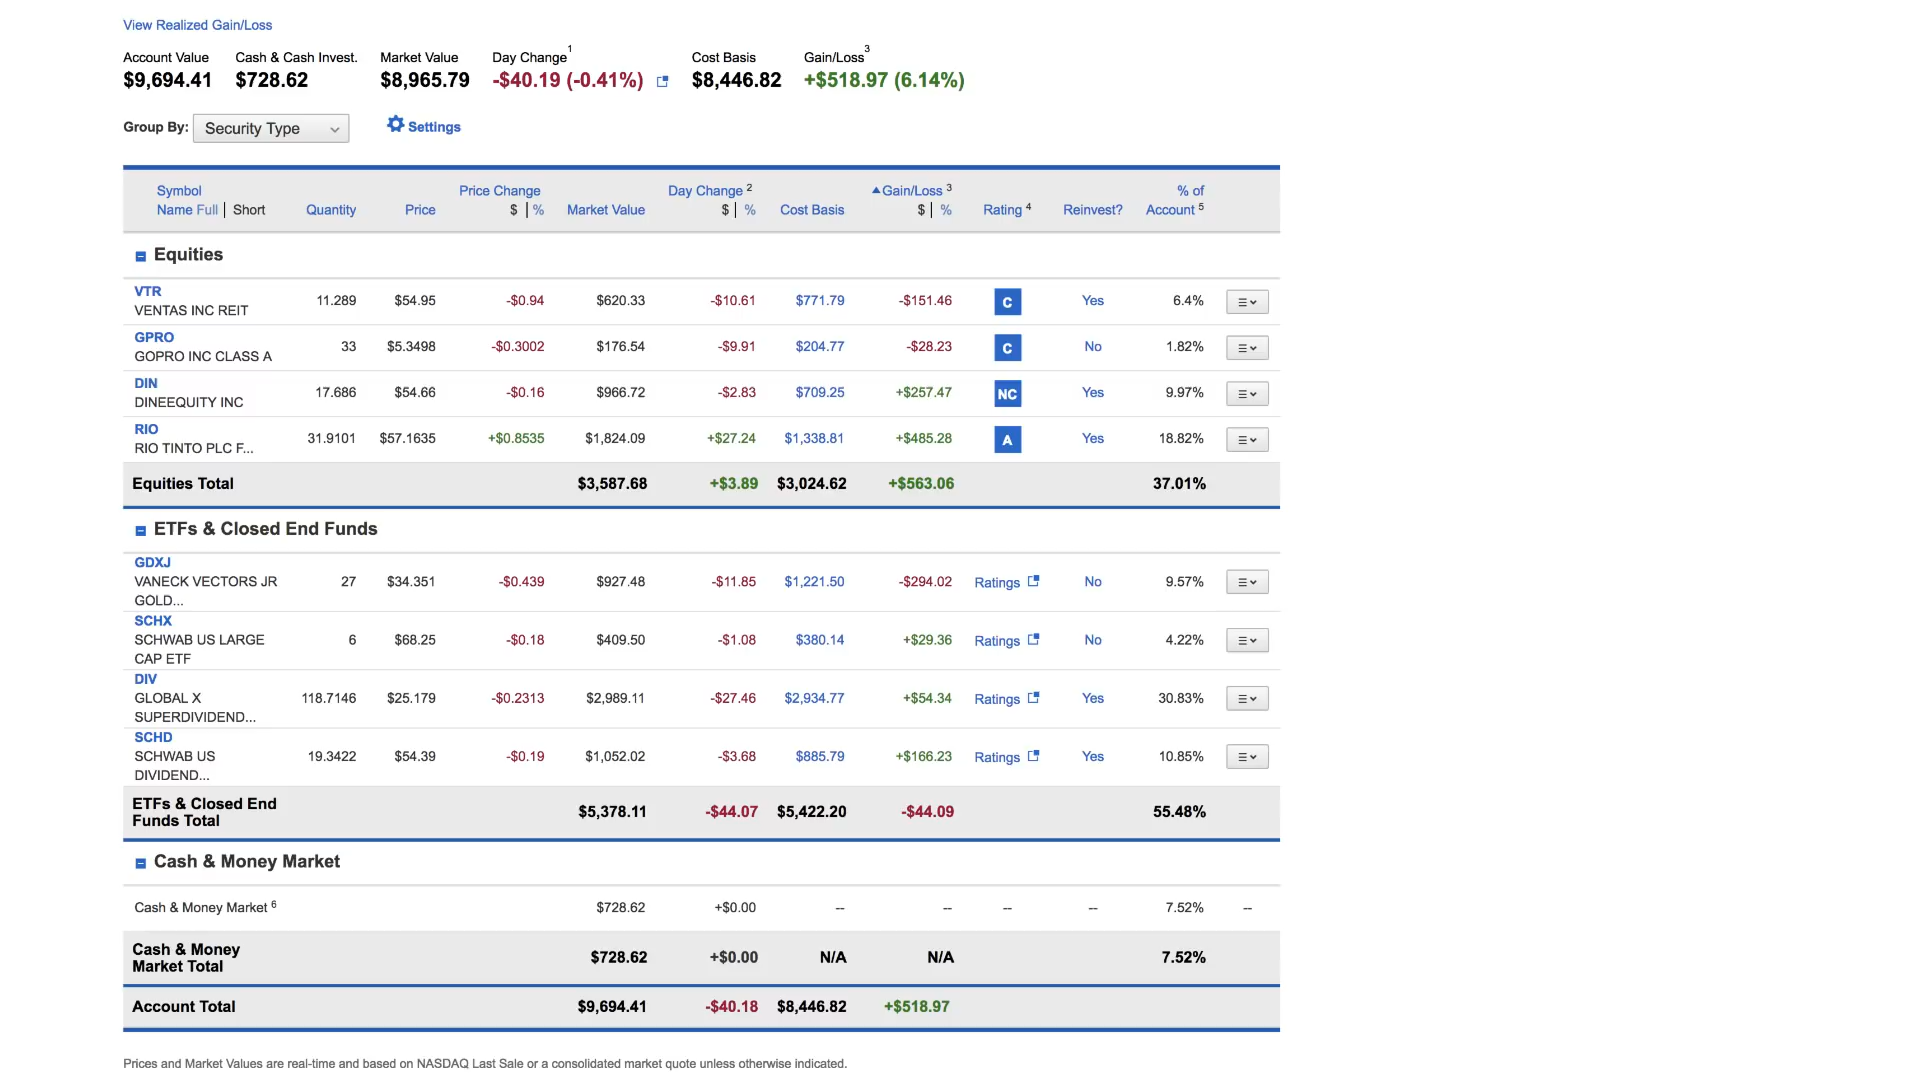 View Realized Gain/Loss
Account Value Cash & Cash Invest. Market Value Day Change 1 Cost Basis Gain/Loss 3
$9,694.41 $728.62 $8,965.79 -$40.19 (-0.41%) $8,446.82 +$518.97 (6.14%)
Group By: Security Type Settings
Symbol Price Change Day Change 2 Gain/Loss 3 % of
Name Full | Short Quantity Price $ | % Market Value $ | % Cost Basis $ | % Rating 4 Reinvest? Account 5
Equities
VTR
VENTAS INC REIT 11.289 $54.95 -$0.94 $620.33 -$10.61 $771.79 -$151.46 C Yes 6.4%
GPRO
GOPRO INC CLASS A 33 $5.3498 -$0.3002 $176.54 -$9.91 $204.77 -$28.23 C No 1.82%
DIN
DINEEQUITY INC 17.686 $54.66 -$0.16 $966.72 -$2.83 $709.25 +$257.47 NC Yes 9.97%
RIO
RIO TINTO PLC F... 31.9101 $57.1635 +$0.8535 $1,824.09 +$27.24 $1,338.81 +$485.28 A Yes 18.82%
Equities Total $3,587.68 +$3.89 $3,024.62 +$563.06 37.01%
ETFs & Closed End Funds
GDXJ
VANECK VECTORS JR 27 $34.351 -$0.439 $927.48 -$11.85 $1,221.50 -$294.02 Ratings No 9.57%
GOLD...
SCHX
SCHWAB US LARGE 6 $68.25 -$0.18 $409.50 -$1.08 $380.14 +$29.36 Ratings No 4.22%
CAP ETF
DIV
GLOBAL X 118.7146 $25.179 -$0.2313 $2,989.11 -$27.46 $2,934.77 +$54.34 Ratings Yes 30.83%
SUPERDIVIDEND...
SCHD
SCHWAB US 19.3422 $54.39 -$0.19 $1,052.02 -$3.68 $885.79 +$166.23 Ratings Yes 10.85%
DIVIDEND...
ETFs & Closed End
Funds Total $5,378.11 -$44.07 $5,422.20 -$44.09 55.48%
Cash & Money Market
Cash & Money Market 6 $728.62 +$0.00 -- -- -- -- 7.52% --
Cash & Money
Market Total $728.62 +$0.00 N/A N/A 7.52%
Account Total $9,694.41 -$40.18 $8,446.82 +$518.97
Prices and Market Values are real-time and based on NASDAQ Last Sale or a consolidated market quote unless otherwise indicated.